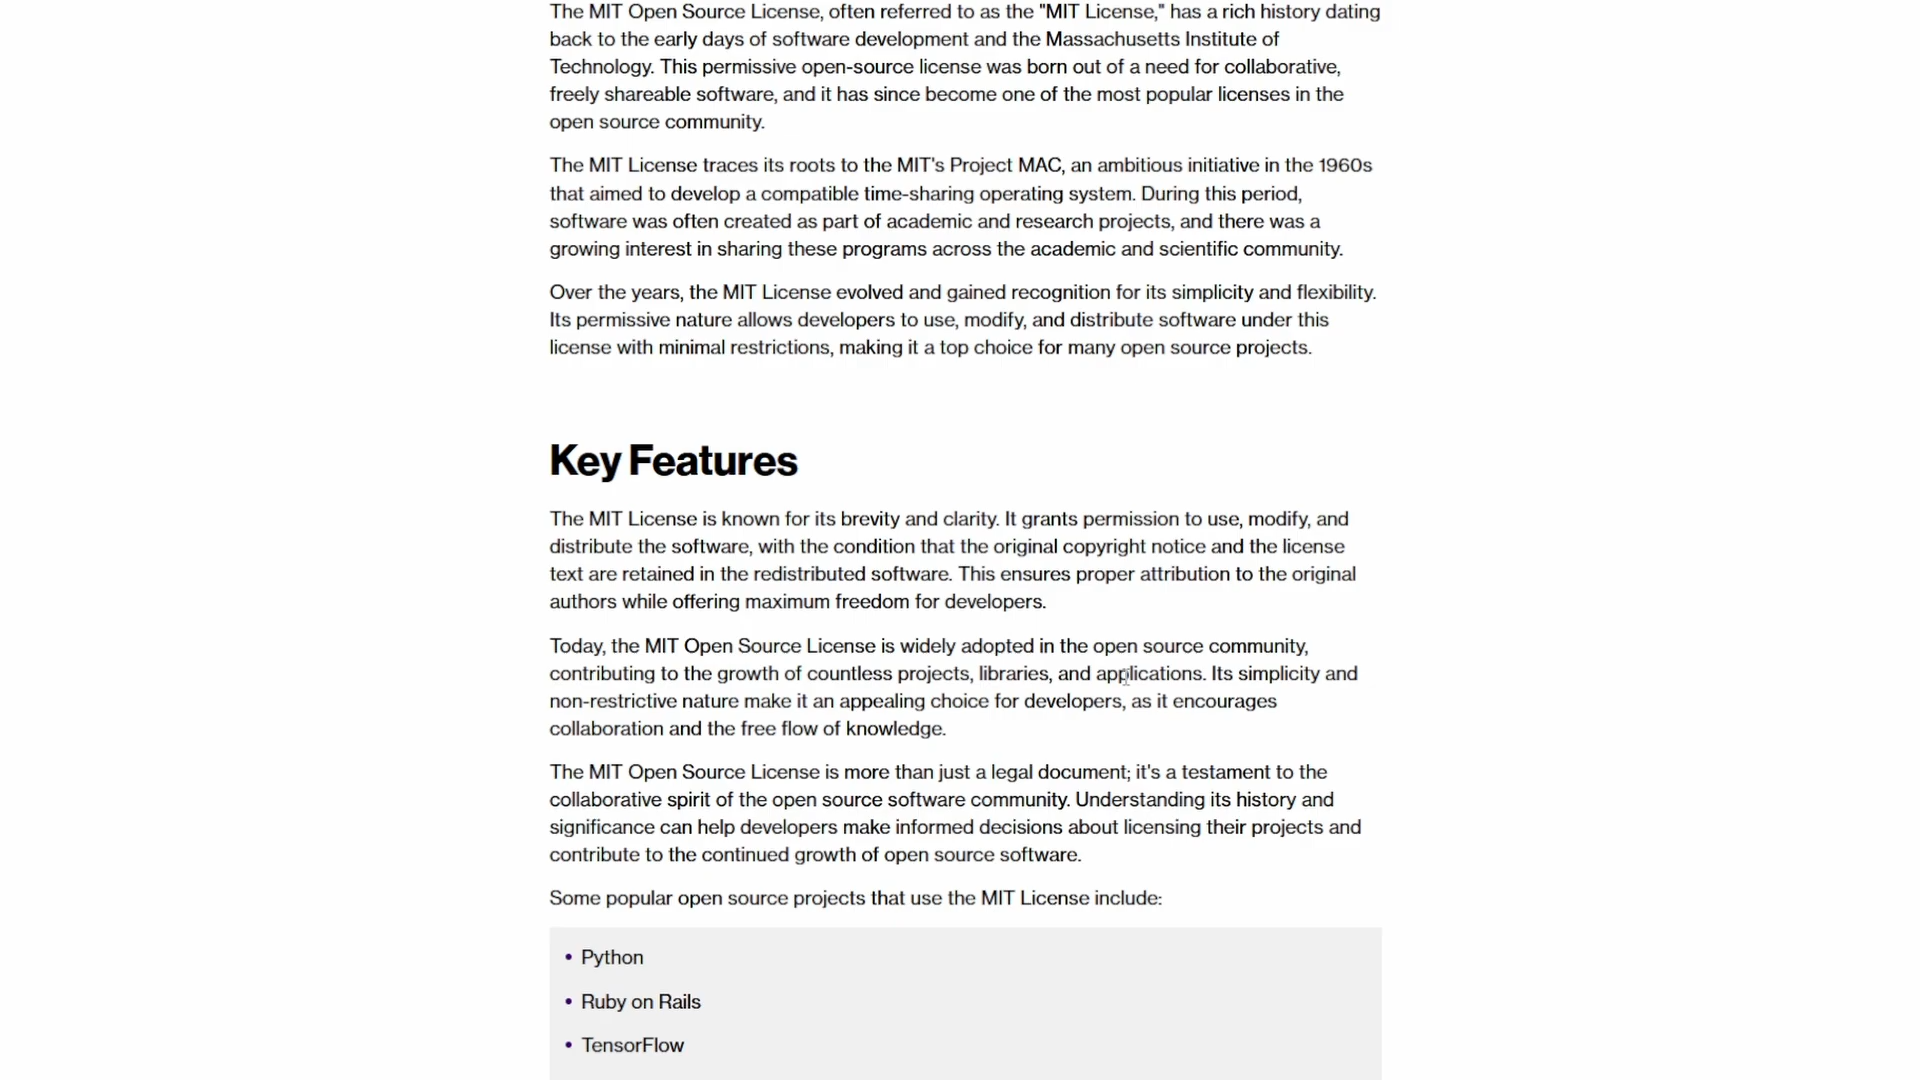 The MIT Open Source License, often referred to as the "MIT License," has a rich history dating
back to the early days of software development and the Massachusetts Institute of
Technology. This permissive open-source license was born out of a need for collaborative,
freely shareable software, and it has since become one of the most popular licenses in the
open source community.
The MIT License traces its roots to the MIT's Project MAC, an ambitious initiative in the 1960s
that aimed to develop a compatible time-sharing operating system. During this period,
software was often created as part of academic and research projects, and there was a
growing interest in sharing these programs across the academic and scientific community.
Over the years, the MIT License evolved and gained recognition for its simplicity and flexibility.
Its permissive nature allows developers to use, modify, and distribute software under this
license with minimal restrictions, making it a top choice for many open source projects.
Key Features
The MIT License is known for its brevity and clarity. It grants permission to use, modify, and
distribute the software, with the condition that the original copyright notice and the license
text are retained in the redistributed software. This ensures proper attribution to the original
authors while offering maximum freedom for developers.
Today, the MIT Open Source License is widely adopted in the open source community,
contributing to the growth of countless projects, libraries, and applications. Its simplicity and
non-restrictive nature make it an appealing choice for developers, as it encourages
collaboration and the free flow of knowledge.
The MIT Open Source License is more than just a legal document; it's a testament to the
collaborative spirit of the open source software community. Understanding its history and
significance can help developers make informed decisions about licensing their projects and
contribute to the continued growth of open source software.
Some popular open source projects that use the MIT License include:
• Python
• Ruby on Rails
• TensorFlow